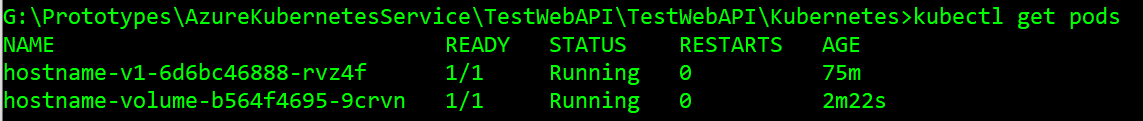 G:\Prototypes\AzureKubernetesService\TestWebAPI\TestWebAPI\Kubernetes>kubectl get pods
NAME READY STATUS RESTARTS AGE
hostname-v1-6d6bc46888-rvz4f 1/1 Running 0 75m
hostname-volume-b564f4695-9crvn 1/1 Running 0 2m22s